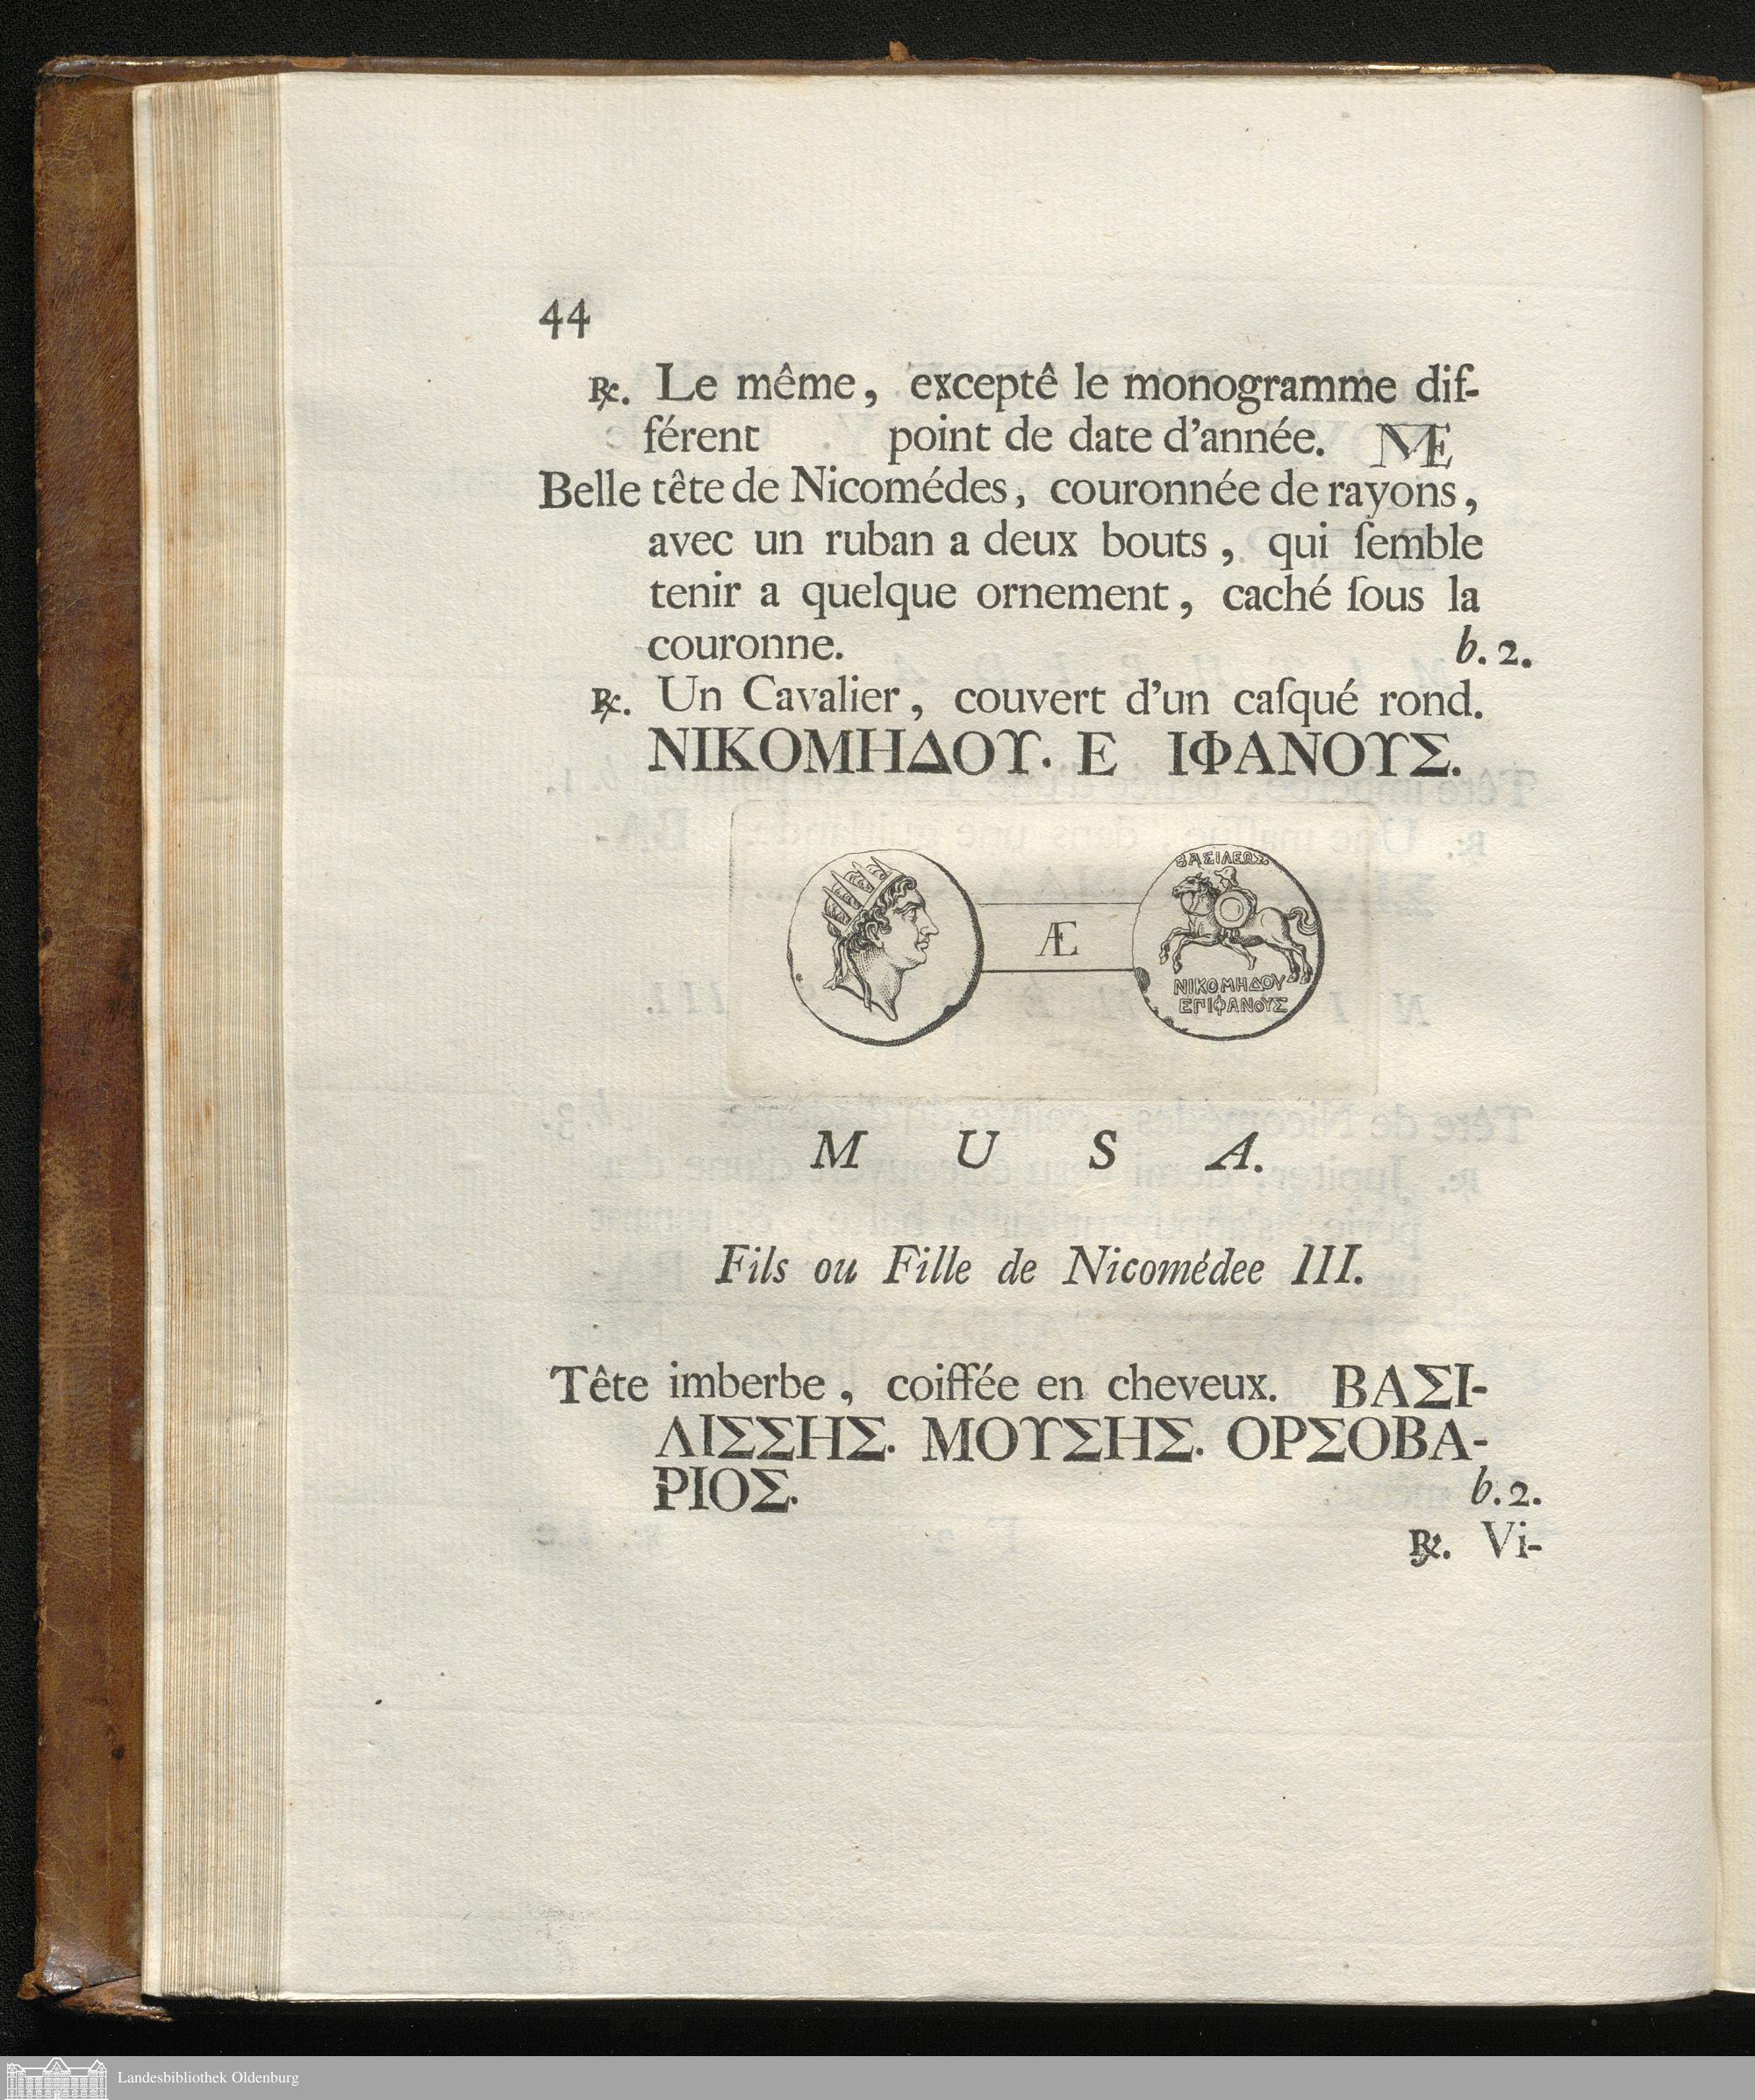 44
℞. Le même, exceptê le monogramme dif-
férent point de date d'année. ME
Belle tête de Nicomédes, couronnée de rayons,
avec un ruban a deux bouts, qui ſemble
tenir a quelque ornement, caché ſous la
couronne. b. 2.
℞. Un Cavalier, couvert d'un caſqué rond.
ΝΙΚΟΜΗΔΟΥ. Ε ΙΦΑΝΟΥΣ.
ΒΑΣΙΛΕΩΣ
Æ
ΝΙΚΟΜΗΔΟΥ
ΕΓΙΦΑΝΟΥΣ
M U S A.
Fils ou Fille de Nicomédee III.
Tête imberbe, coiffée en cheveux. ΒΑΣΙ-
ΛΙΣΣΗΣ. ΜΟΥΣΗΣ. ΟΡΣΟΒΑ-
ΡΙΟΣ. b. 2.
℞. Vi-
Landesbibliothek Oldenburg